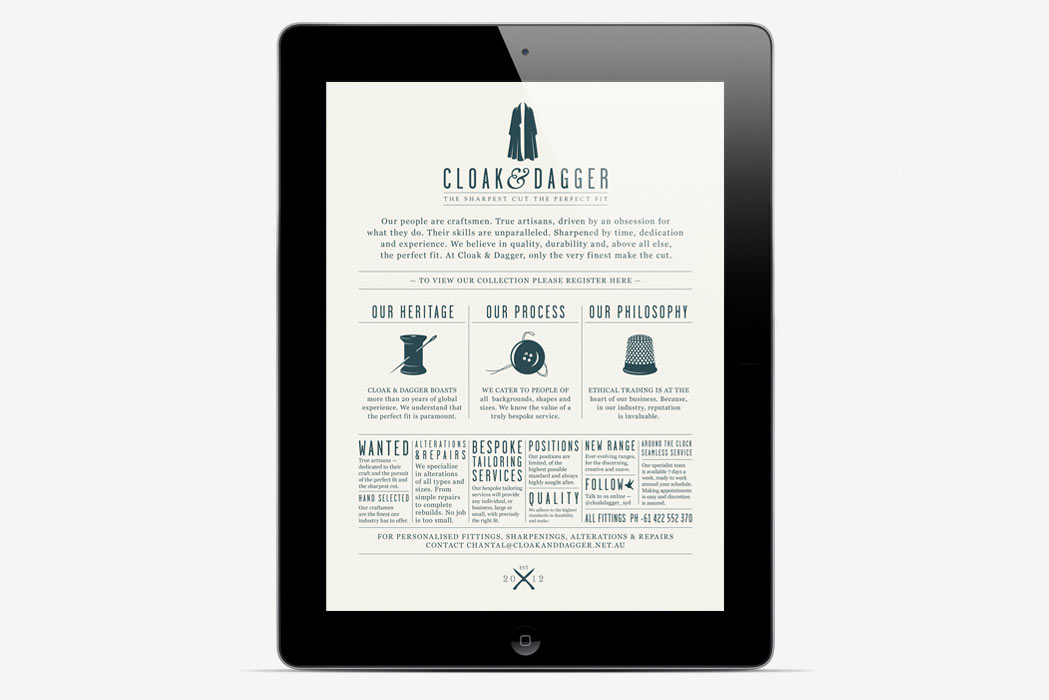 CLOAK & DAGGER
THE SHARPEST CUT THE PERFECT FIT
Our people are craftsmen. True artisans, driven by an obsession for
what they do. Their skills are unparalleled. Sharpened by time, dedication
and experience. We believe in quality, durability and, above all else,
the perfect fit. At Cloak & Dagger, only the very finest make the cut.
— TO VIEW OUR COLLECTION PLEASE REGISTER HERE —
OUR HERITAGE
CLOAK & DAGGER BOASTS
more than 20 years of global
experience. We understand that
the perfect fit is paramount.
OUR PROCESS
WE CATER TO PEOPLE OF
all backgrounds, shapes and
sizes. We know the value of a
truly bespoke service.
OUR PHILOSOPHY
ETHICAL TRADING IS AT THE
heart of our business. Because,
in our industry, reputation
is invaluable.
WANTED
True artisans —
dedicated to their
craft and the pursuit
of the perfect fit and
the sharpest cut.
HAND SELECTED
Our craftsmen
are the finest our
industry has to offer.
ALTERATIONS
& REPAIRS
We specialise
in alterations
of all types and
sizes. From
simple repairs
to complete
rebuilds. No job
is too small.
BESPOKE
TAILORING
SERVICES
Our bespoke tailoring
services will provide
any individual, or
business, large or
small, with precisely
the right fit.
POSITIONS
Our positions are
limited, of the
highest possible
standard and always
highly sought after.
QUALITY
We adhere to the highest
standards in durability
and make.
NEW RANGE
Ever evolving ranges,
for the discerning,
creative and suave.
FOLLOW
Talk to us online —
@cloakdagger_syd
AROUND THE CLOCK
SEAMLESS SERVICE
Our specialist team
is available 7 days a
week, ready to work
around your schedule.
Making appointments
is easy and discretion
is assured.
ALL FITTINGS PH +61 422 552 370
FOR PERSONALISED FITTINGS, SHARPENINGS, ALTERATIONS & REPAIRS
CONTACT CHANTAL@CLOAKANDDAGGER.NET.AU
EST
20 12